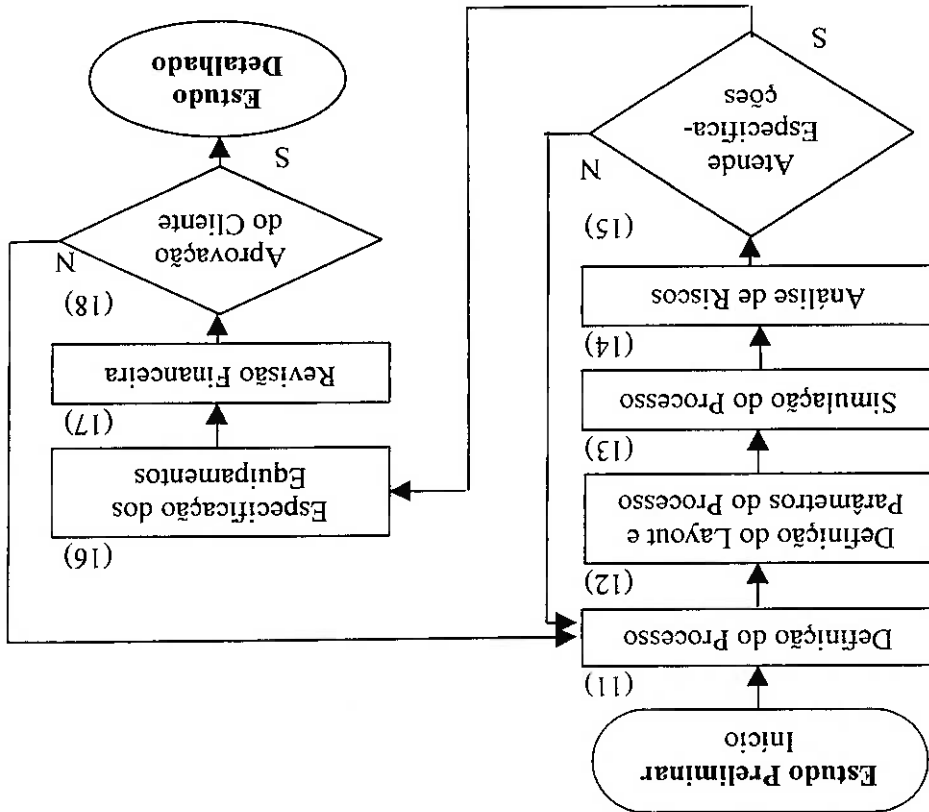 Estudo Preliminar
Início
(11)
Definição do Processo
(12)
Definição do Layout e
Parâmetros do Processo
(13)
Simulação do Processo
(14)
Análise de Riscos
(15)
Atende
Especifica-
ções
N
S
(16)
Especificação dos
Equipamentos
(17)
Revisão Financeira
(18)
Aprovação
do Cliente
N
S
Estudo
Detalhado